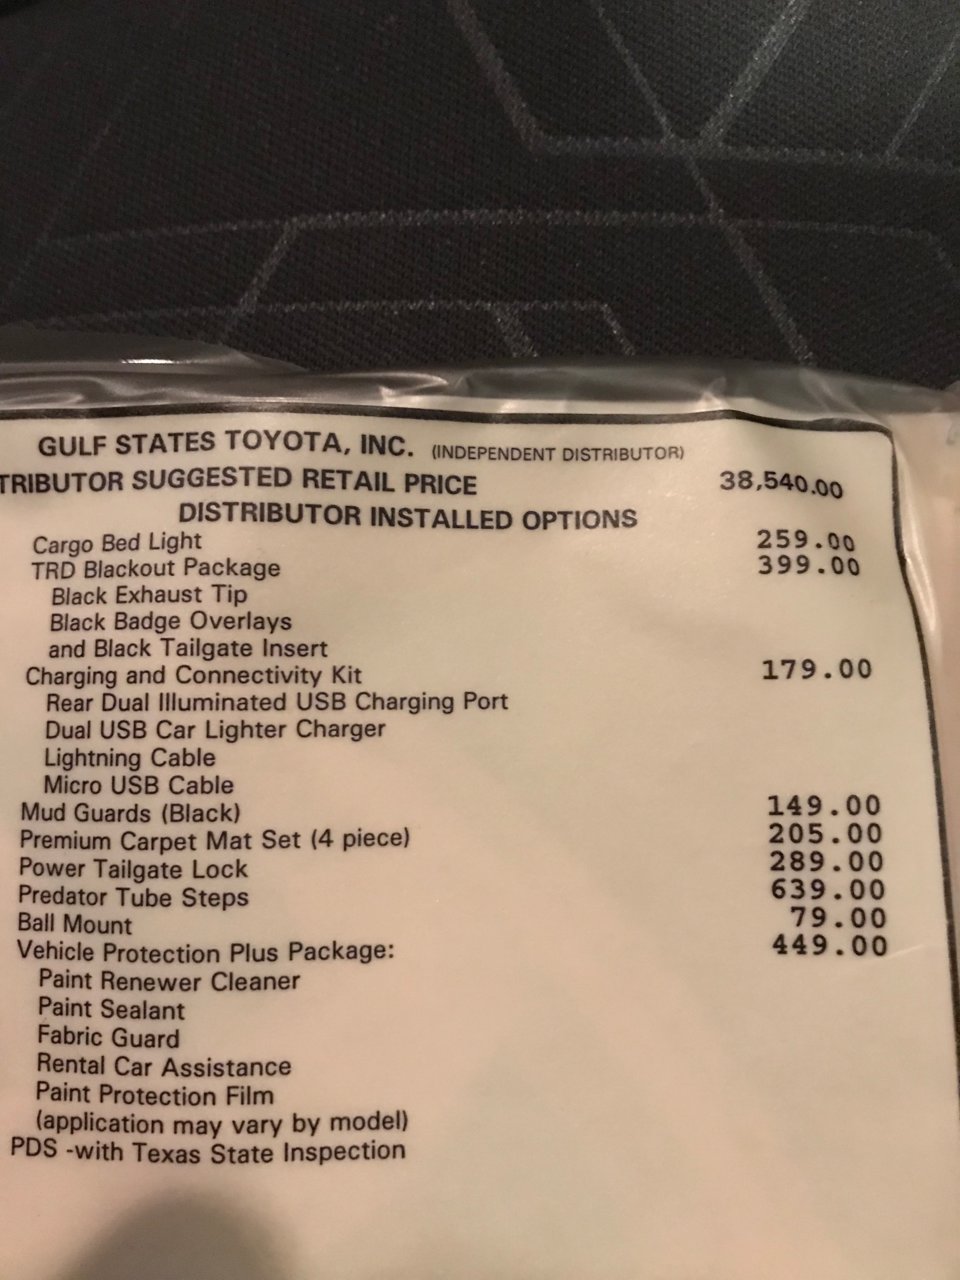 GULF STATES TOYOTA, INC. (INDEPENDENT DISTRIBUTOR)
TRIBUTOR SUGGESTED RETAIL PRICE 38,540.00
DISTRIBUTOR INSTALLED OPTIONS
Cargo Bed Light 259.00
TRD Blackout Package 399.00
Black Exhaust Tip
Black Badge Overlays
and Black Tailgate Insert
Charging and Connectivity Kit 179.00
Rear Dual Illuminated USB Charging Port
Dual USB Car Lighter Charger
Lightning Cable
Micro USB Cable
Mud Guards (Black) 149.00
Premium Carpet Mat Set (4 piece) 205.00
Power Tailgate Lock 289.00
Predator Tube Steps 639.00
Ball Mount 79.00
Vehicle Protection Plus Package: 449.00
Paint Renewer Cleaner
Paint Sealant
Fabric Guard
Rental Car Assistance
Paint Protection Film
(application may vary by model)
PDS -with Texas State Inspection